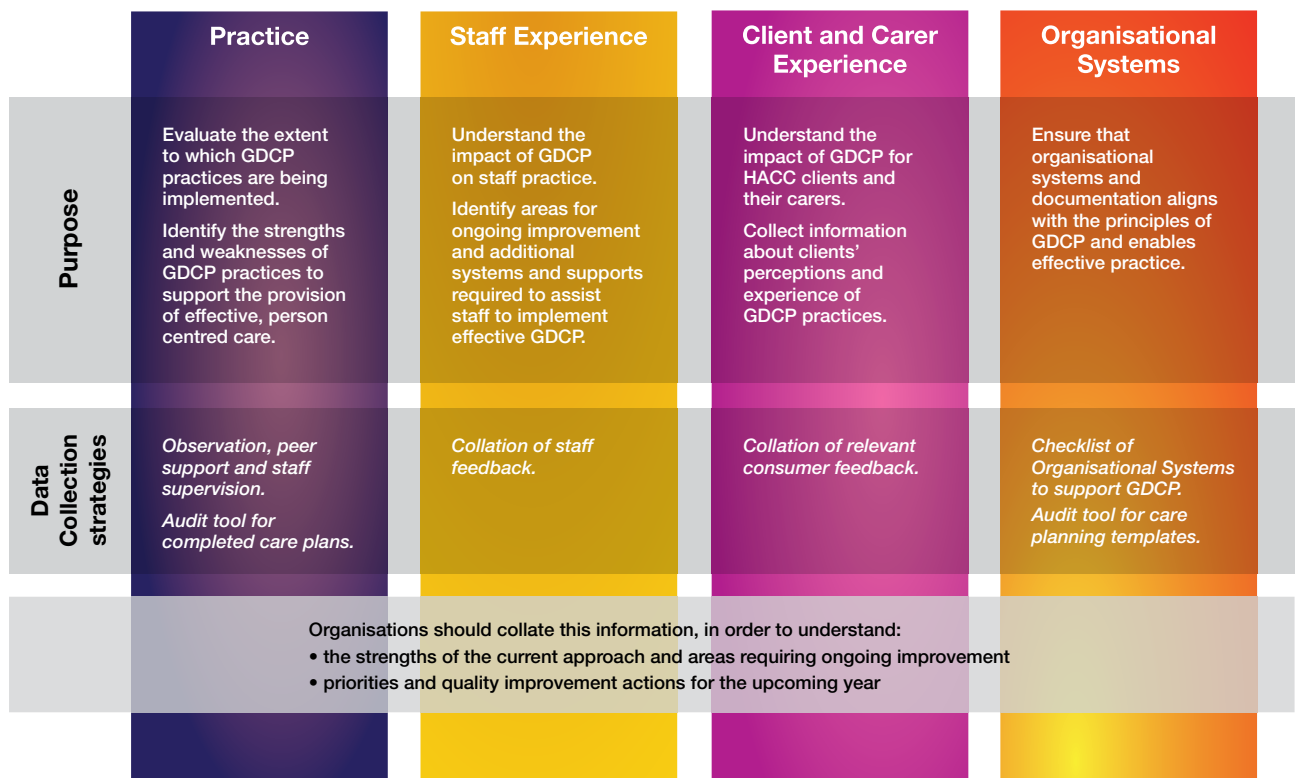 Practice
Staff Experience
Client and Carer
Experience
Organisational
Systems
Purpose
Evaluate the extent
to which GDCP
practices are being
implemented.
Identify the strengths
and weaknesses of
GDCP practices to
support the provision
of effective, person
centred care.
Understand the
impact of GDCP
on staff practice.
Identify areas for
ongoing improvement
and additional
systems and supports
required to assist
staff to implement
effective GDCP.
Understand the
impact of GDCP for
HACC clients and
their carers.
Collect information
about clients’
perceptions and
experience of
GDCP practices.
Ensure that
organisational
systems and
documentation aligns
with the principles of
GDCP and enables
effective practice.
Data
Collection
strategies
Observation, peer
support and staff
supervision.
Audit tool for
completed care plans.
Collation of staff
feedback.
Collation of relevant
consumer feedback.
Checklist of
Organisational Systems
to support GDCP.
Audit tool for care
planning templates.
Organisations should collate this information, in order to understand:
• the strengths of the current approach and areas requiring ongoing improvement
• priorities and quality improvement actions for the upcoming year